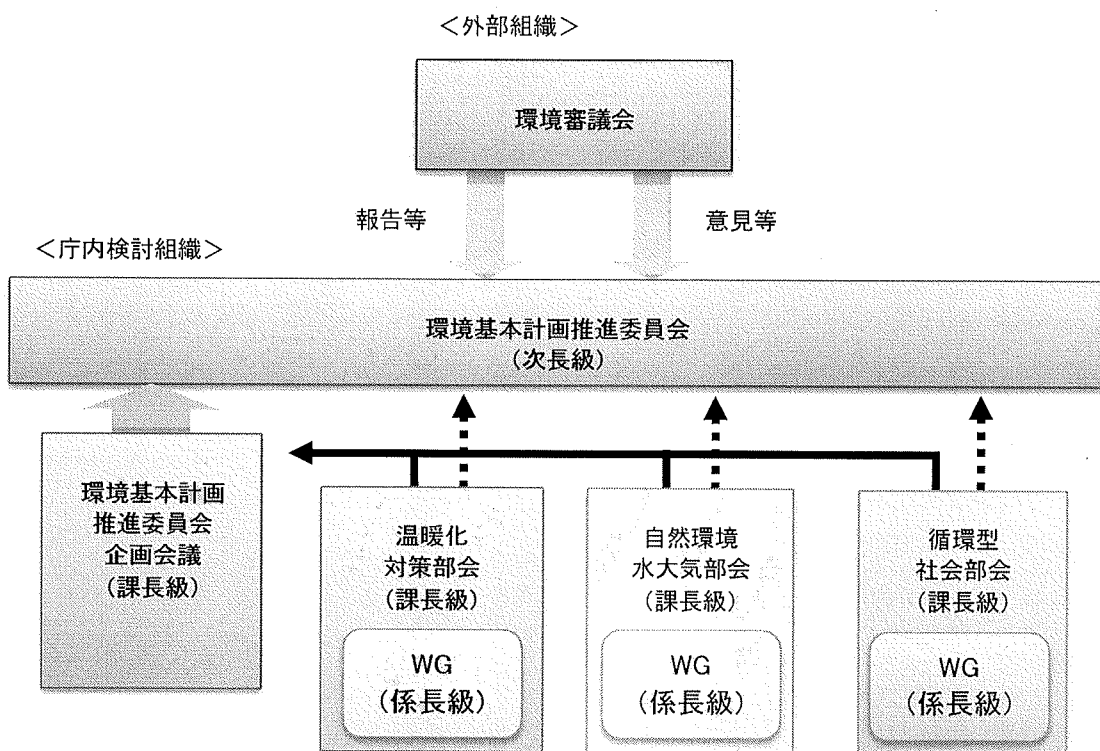 ＜外部組織＞
環境審議会
報告等
意見等
＜庁内検討組織＞
環境基本計画推進委員会
（次長級）
環境基本計画
推進委員会
企画会議
（課長級）
温暖化
対策部会
（課長級）
WG
（係長級）
自然環境
水大気部会
（課長級）
WG
（係長級）
循環型
社会部会
（課長級）
WG
（係長級）